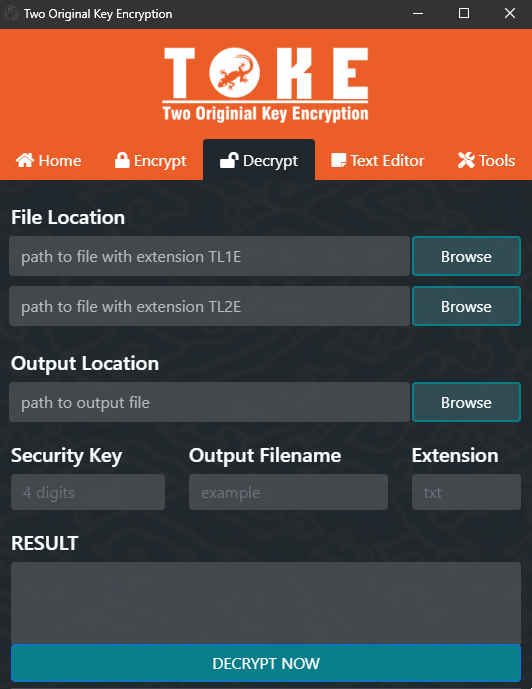 Two Original Key Encryption
TOKE
Two Originial Key Encryption
Home Encrypt Decrypt Text Editor Tools
File Location
path to file with extension TL1E Browse
path to file with extension TL2E Browse
Output Location
path to output file Browse
Security Key Output Filename Extension
4 digits example txt
RESULT
DECRYPT NOW